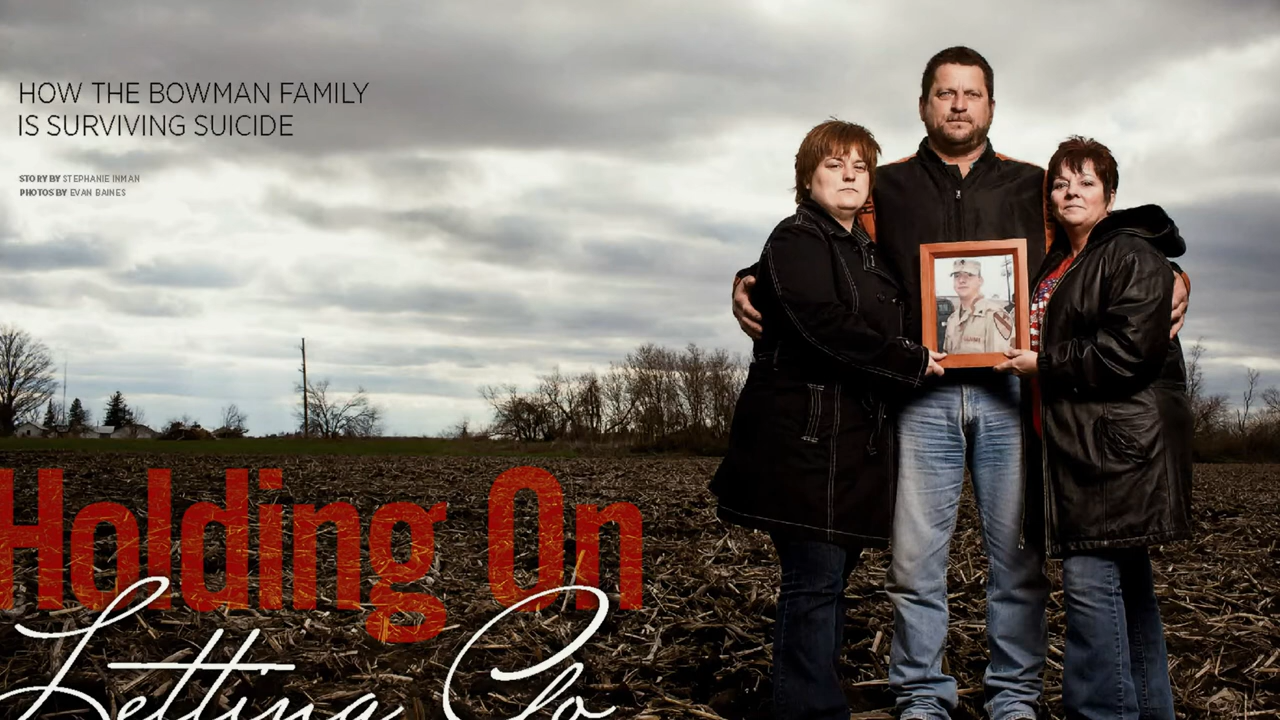 HOW THE BOWMAN FAMILY
IS SURVIVING SUICIDE
STORY BY STEPHANIE INMAN
PHOTOS BY EVAN BAINES
Holding On
Letting Go